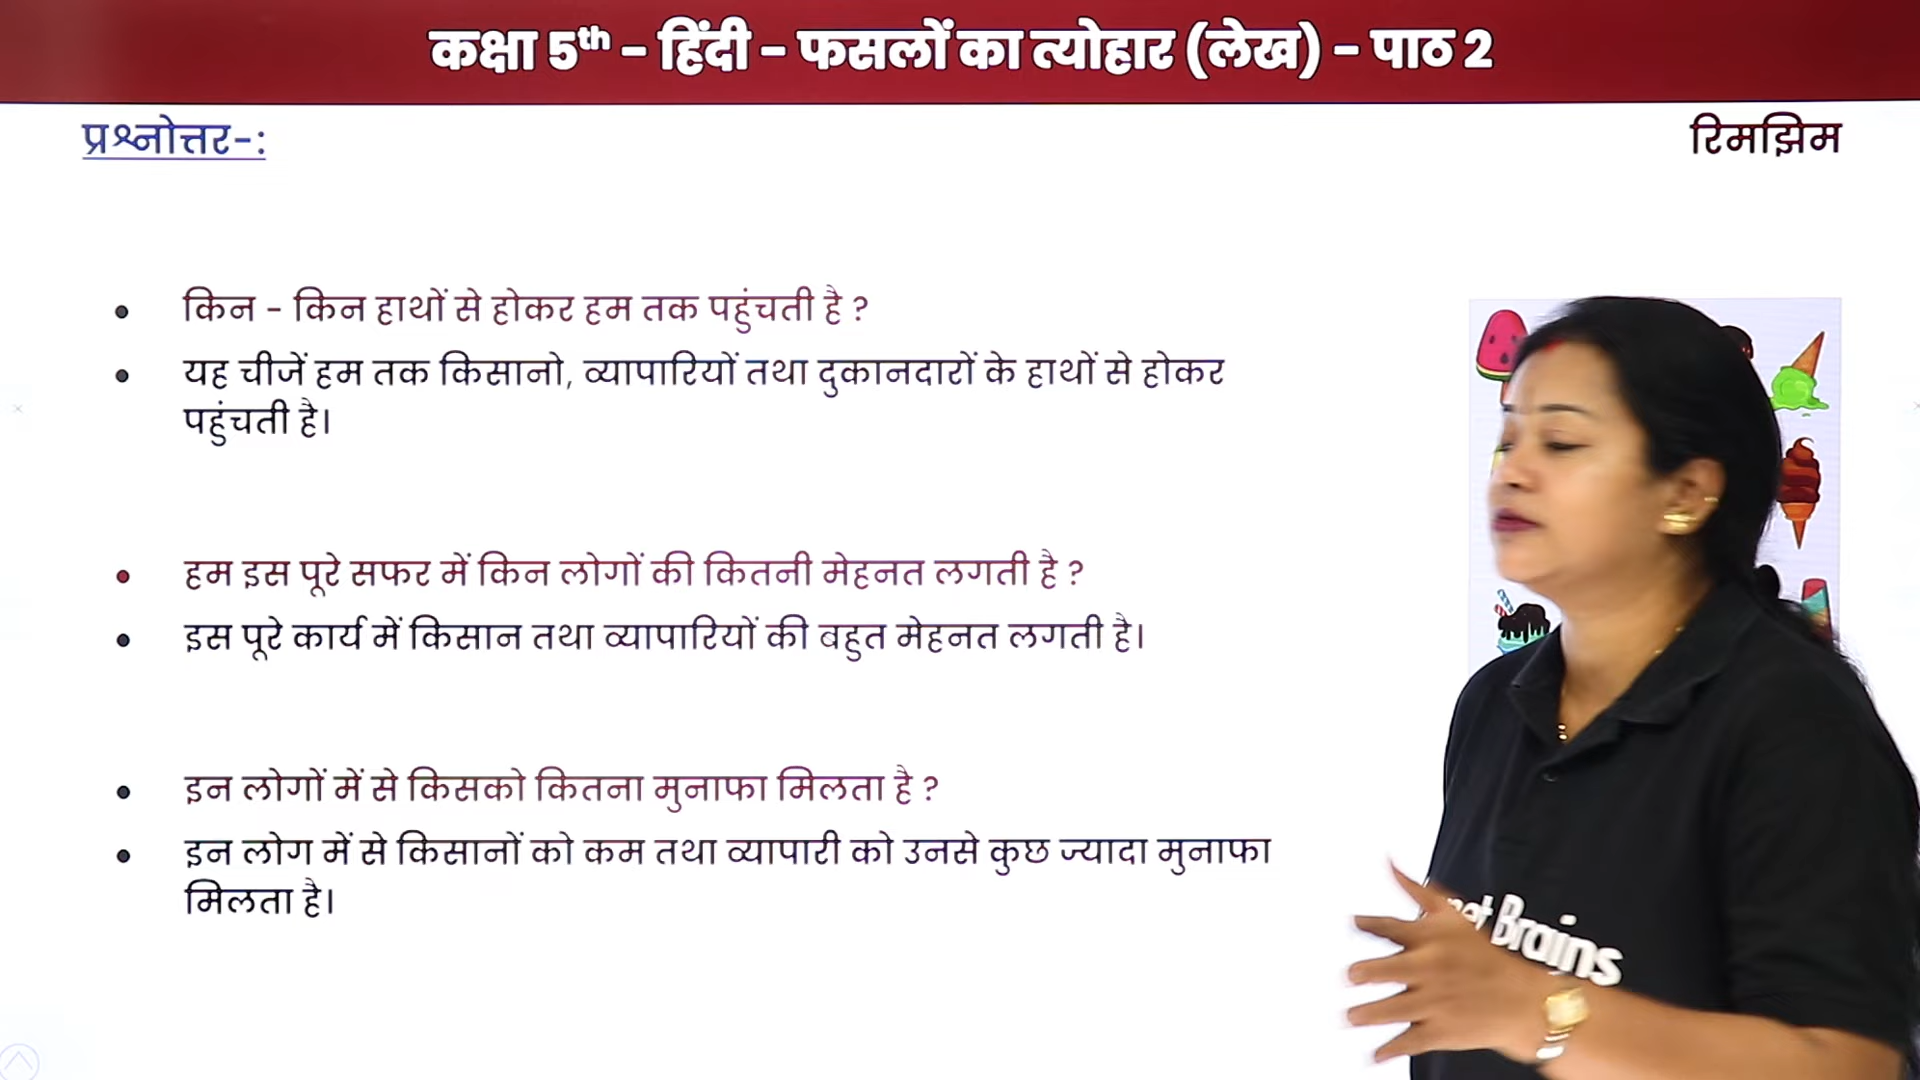 कक्षा 5th - हिंदी - फसलों का त्योहार (लेख) - पाठ 2
प्रश्नोत्तर-:
रिमझिम
किन - किन हाथों से होकर हम तक पहुंचती है ?
यह चीजें हम तक किसानो, व्यापारियों तथा दुकानदारों के हाथों से होकर
पहुंचती है।
हम इस पूरे सफर में किन लोगों की कितनी मेहनत लगती है ?
इस पूरे कार्य में किसान तथा व्यापारियों की बहुत मेहनत लगती है।
इन लोगों में से किसको कितना मुनाफा मिलता है ?
इन लोग में से किसानों को कम तथा व्यापारी को उनसे कुछ ज्यादा मुनाफा
मिलता है।
Brains